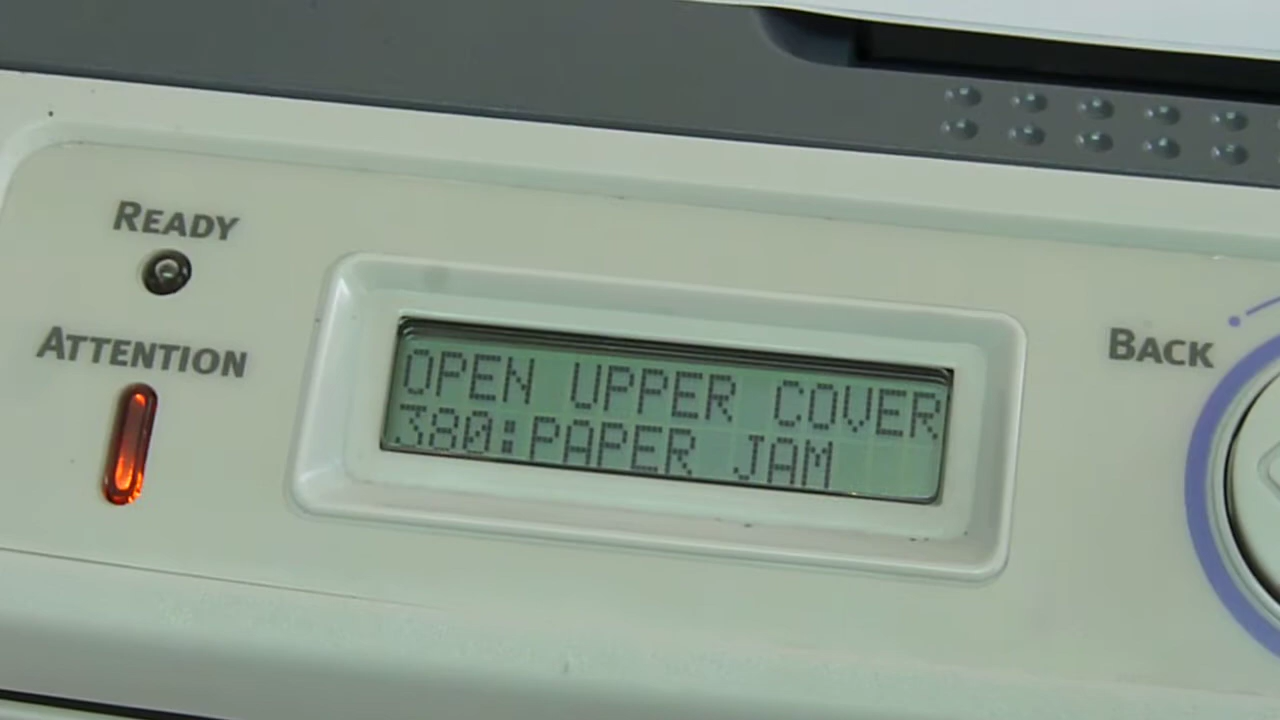 READY
ATTENTION
OPEN UPPER COVER
380:PAPER JAM
BACK